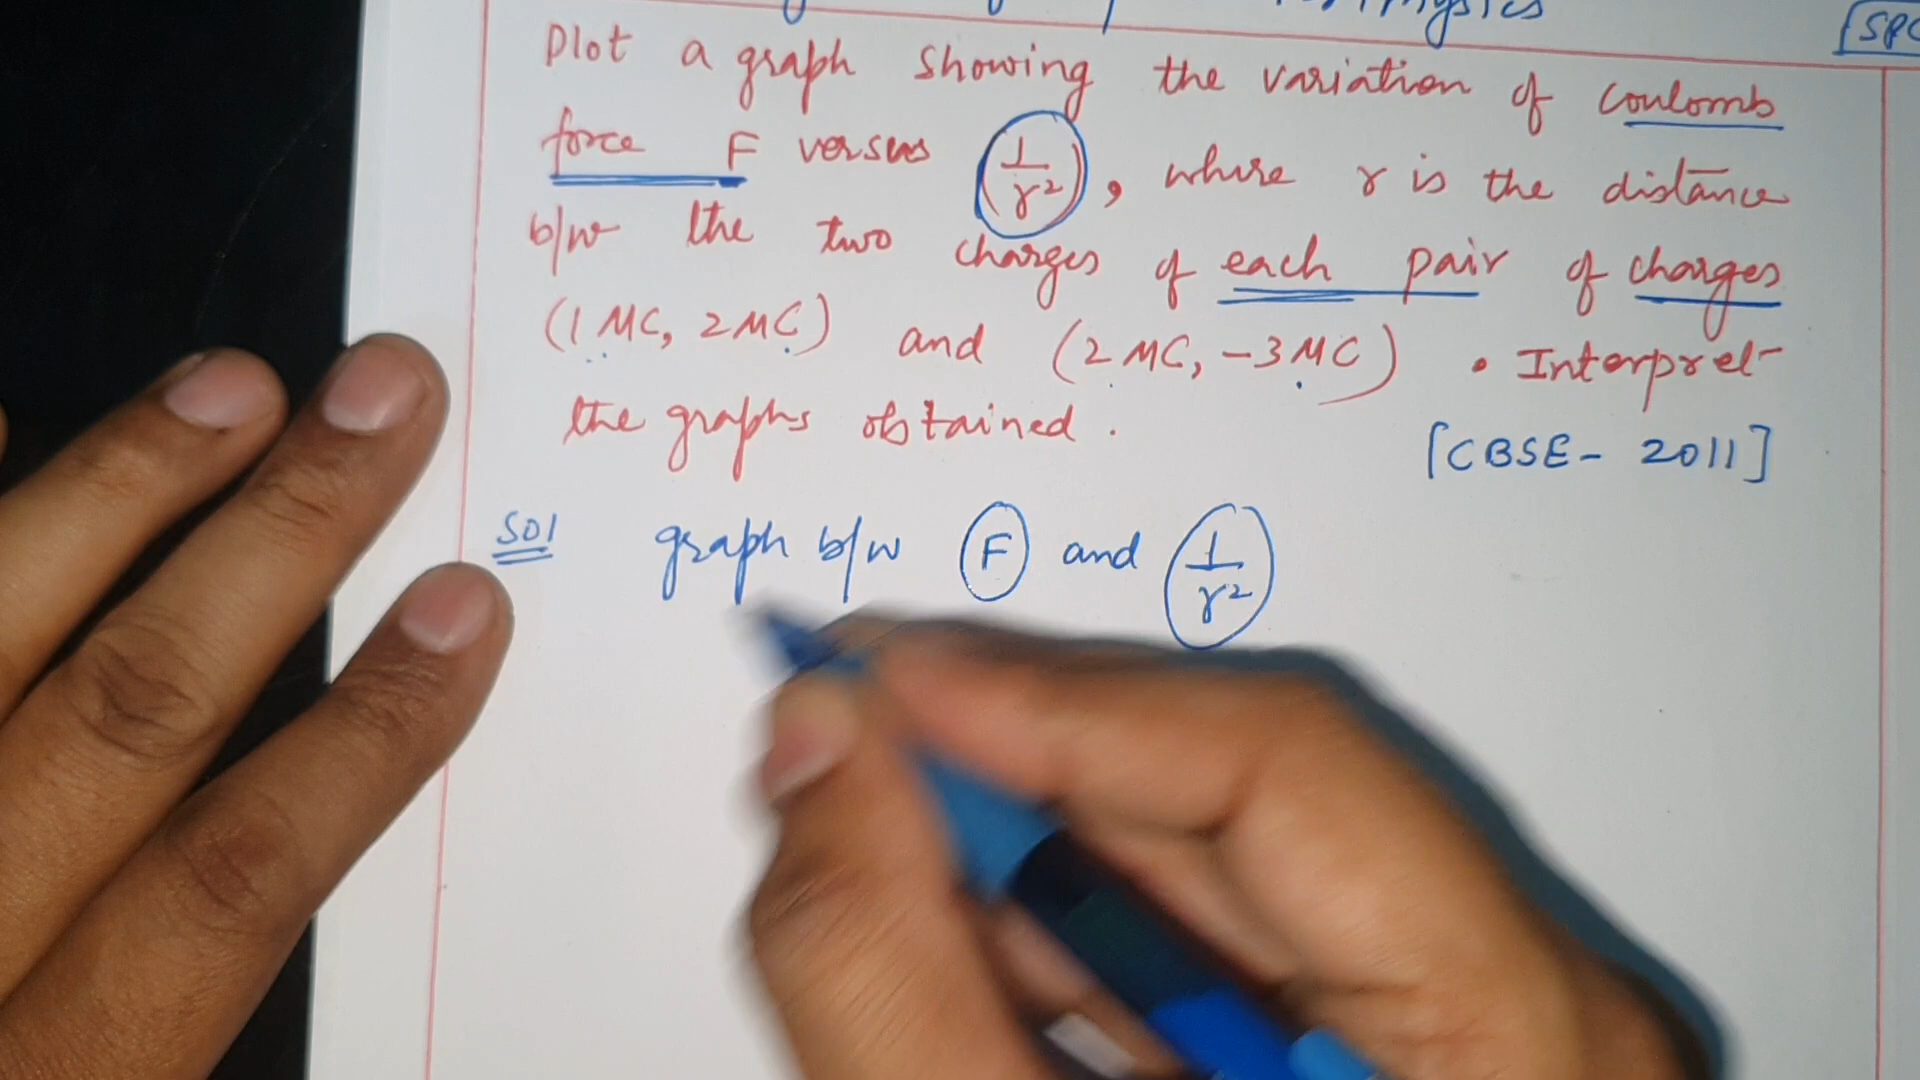 Physics
[SPC
Plot a graph showing the variation of coulomb
force F versus (1/r²), where r is the distance
b/w the two charges of each pair of charges
(1 MC, 2 MC) and (2 MC, -3 MC) . Interpret
the graphs obtained.
[CBSE- 2011]
Sol graph b/w F and 1/r²